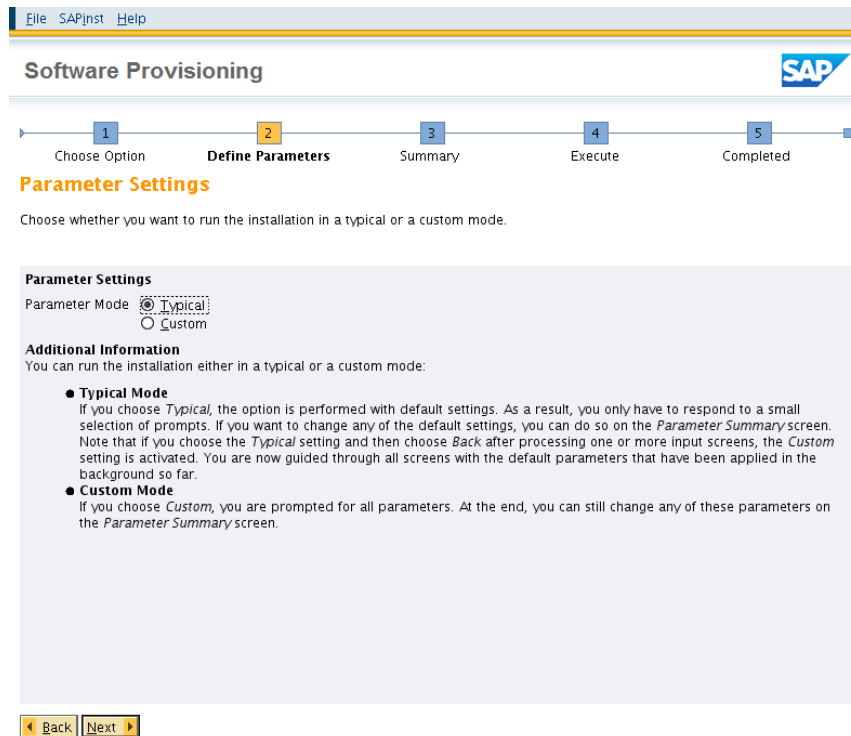 File SAPinst Help
Software Provisioning
SAP
1 2 3 4 5
Choose Option Define Parameters Summary Execute Completed
Parameter Settings
Choose whether you want to run the installation in a typical or a custom mode.
Parameter Settings
Parameter Mode Typical
Custom
Additional Information
You can run the installation either in a typical or a custom mode:
● Typical Mode
If you choose Typical, the option is performed with default settings. As a result, you only have to respond to a small
selection of prompts. If you want to change any of the default settings, you can do so on the Parameter Summary screen.
Note that if you choose the Typical setting and then choose Back after processing one or more input screens, the Custom
setting is activated. You are now guided through all screens with the default parameters that have been applied in the
background so far.
● Custom Mode
If you choose Custom, you are prompted for all parameters. At the end, you can still change any of these parameters on
the Parameter Summary screen.
Back Next